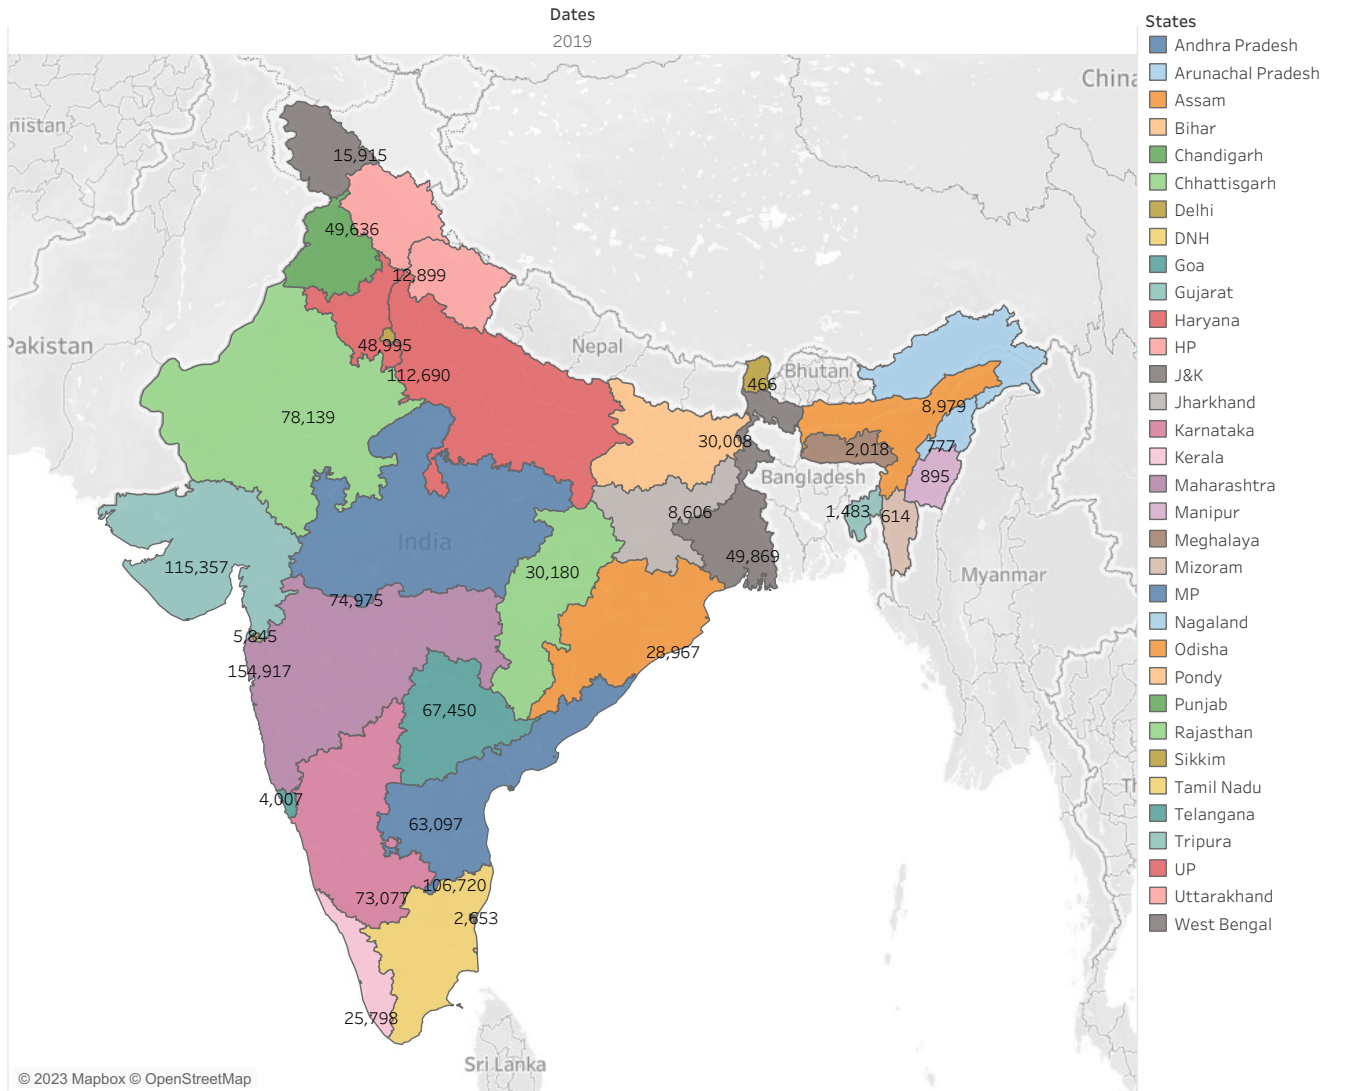 Dates
2019
States
Andhra Pradesh
Arunachal Pradesh
Assam
Bihar
Chandigarh
Chhattisgarh
Delhi
DNH
Goa
Gujarat
Haryana
HP
J&K
Jharkhand
Karnataka
Kerala
Maharashtra
Manipur
Meghalaya
Mizoram
MP
Nagaland
Odisha
Pondy
Punjab
Rajasthan
Sikkim
Tamil Nadu
Telangana
Tripura
UP
Uttarakhand
West Bengal
China
nistan
15,915
49,636
12,899
Pakistan
48,995
Nepal
112,690
466
Bhutan
78,139
8,979
30,008
777
2,018
Bangladesh
895
8,606
1,483
614
India
115,357
30,180
49,869
Myanmar
74,975
5,845
28,967
154,917
67,450
Th
4,007
63,097
106,720
73,077
2,653
25,798
Sri Lanka
© 2023 Mapbox © OpenStreetMap